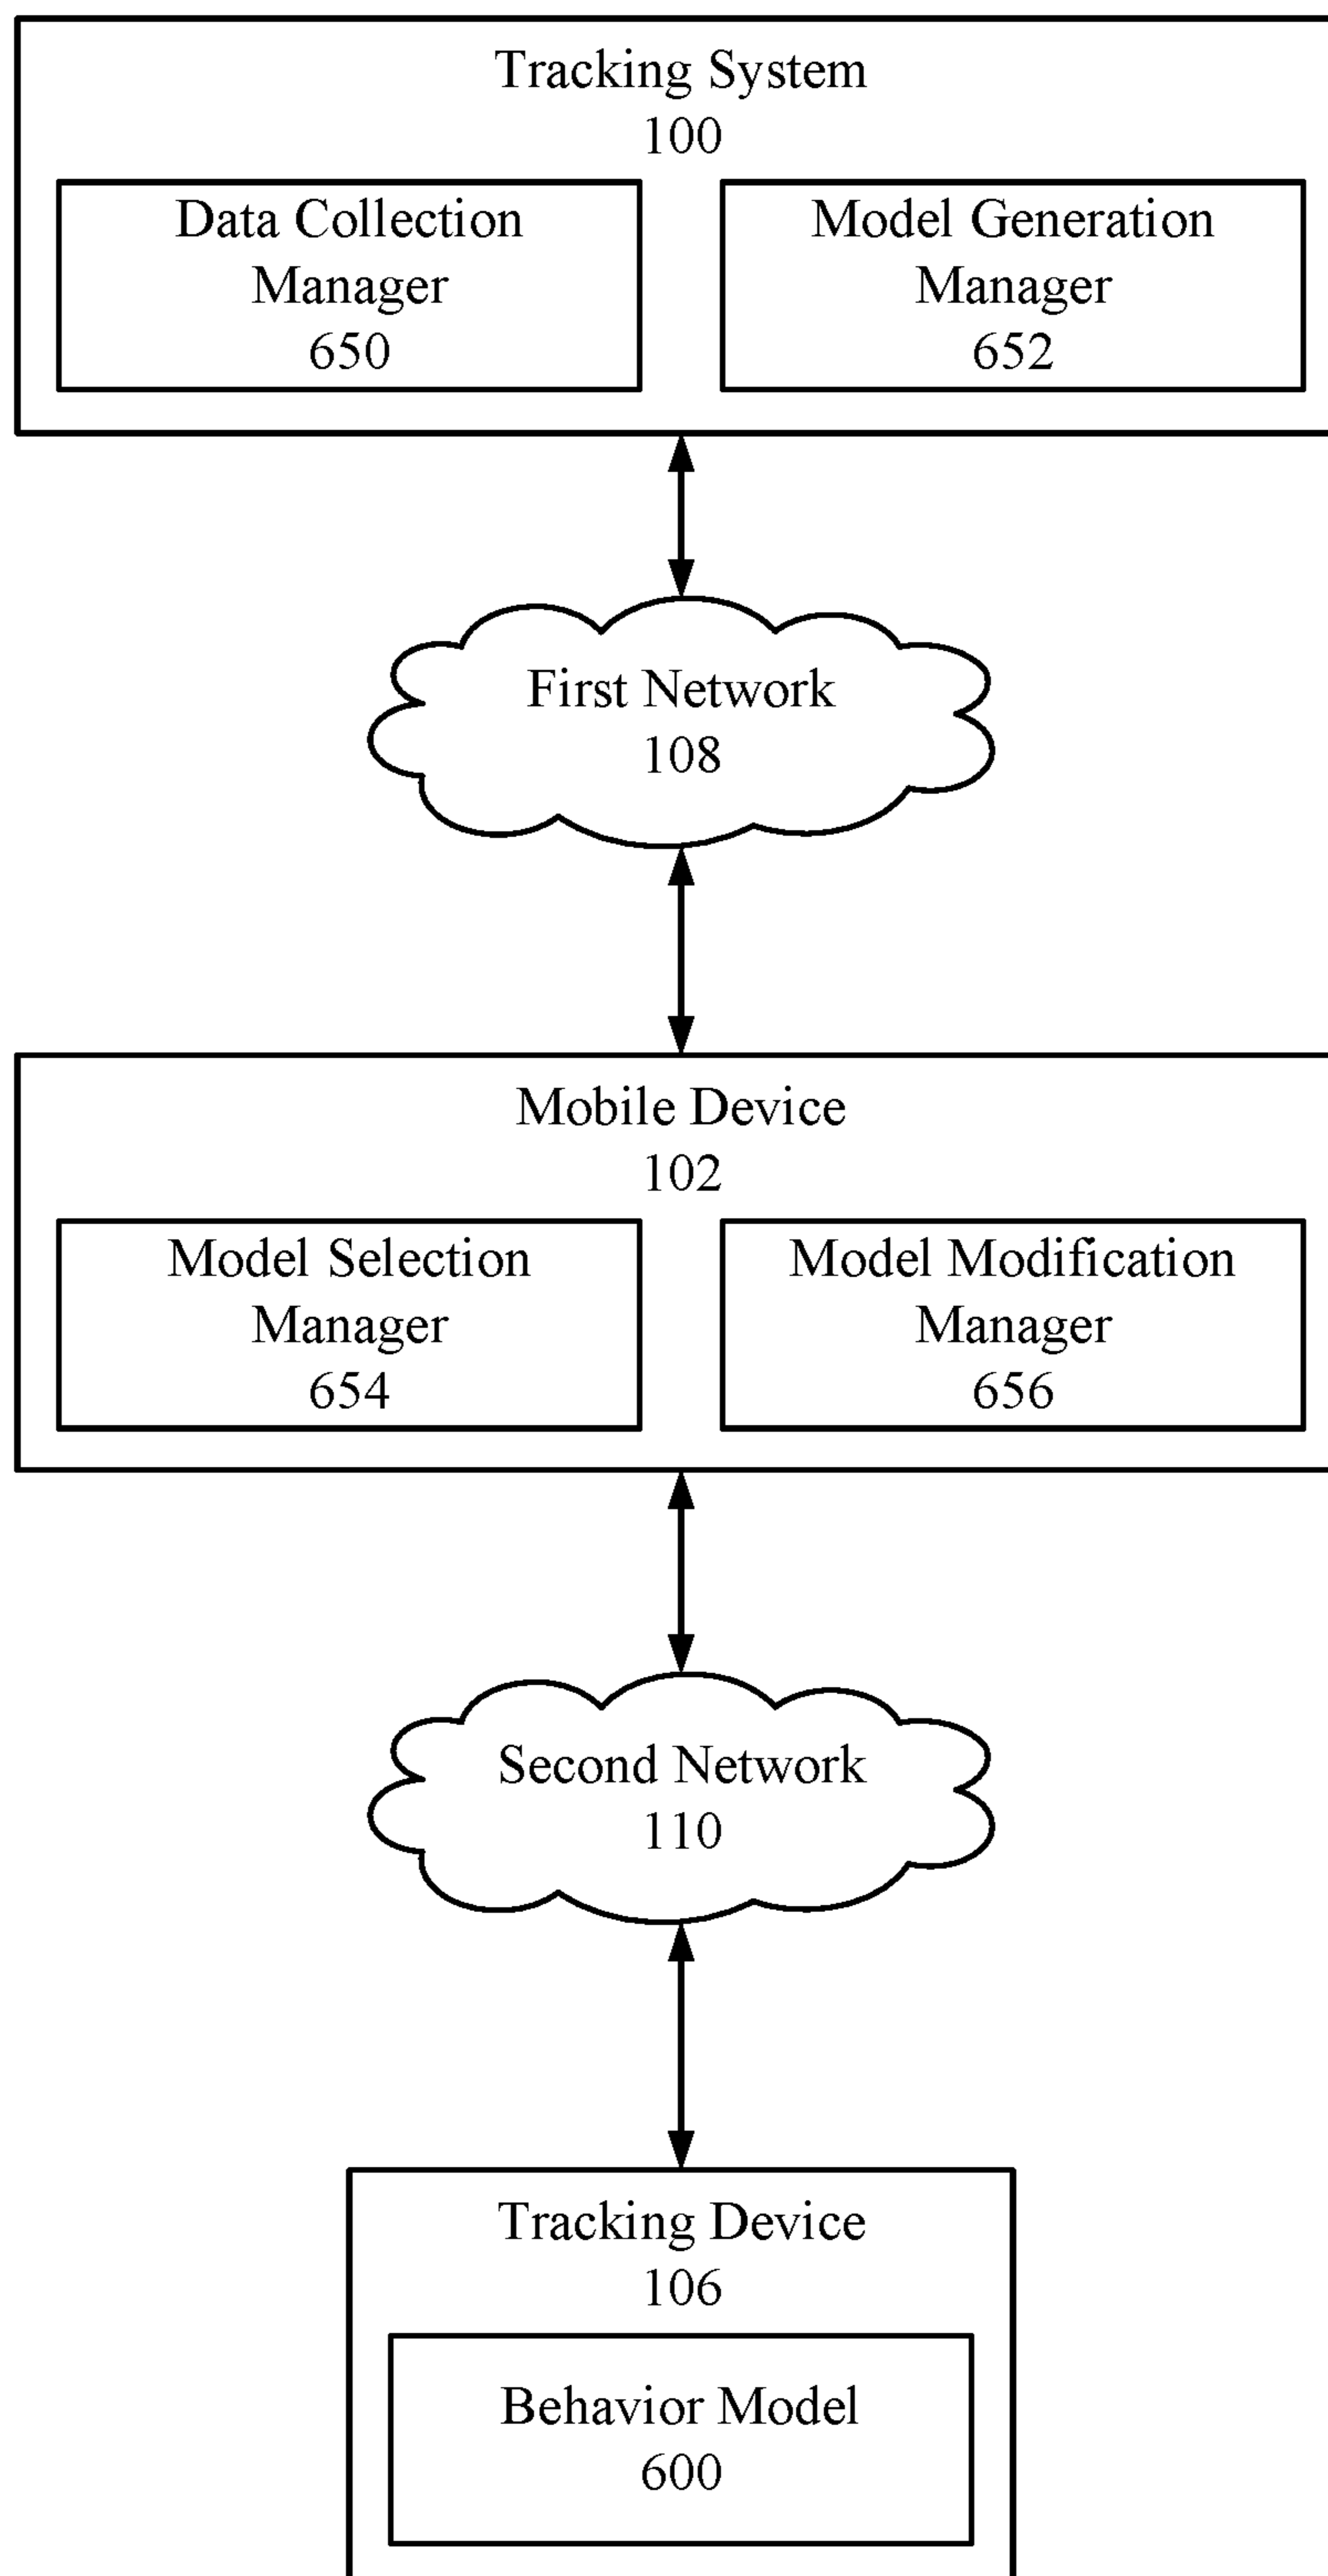 Tracking System
100
Data Collection
Manager
650
Model Generation
Manager
652
First Network
108
Mobile Device
102
Model Selection
Manager
654
Model Modification
Manager
656
Second Network
110
Tracking Device
106
Behavior Model
600